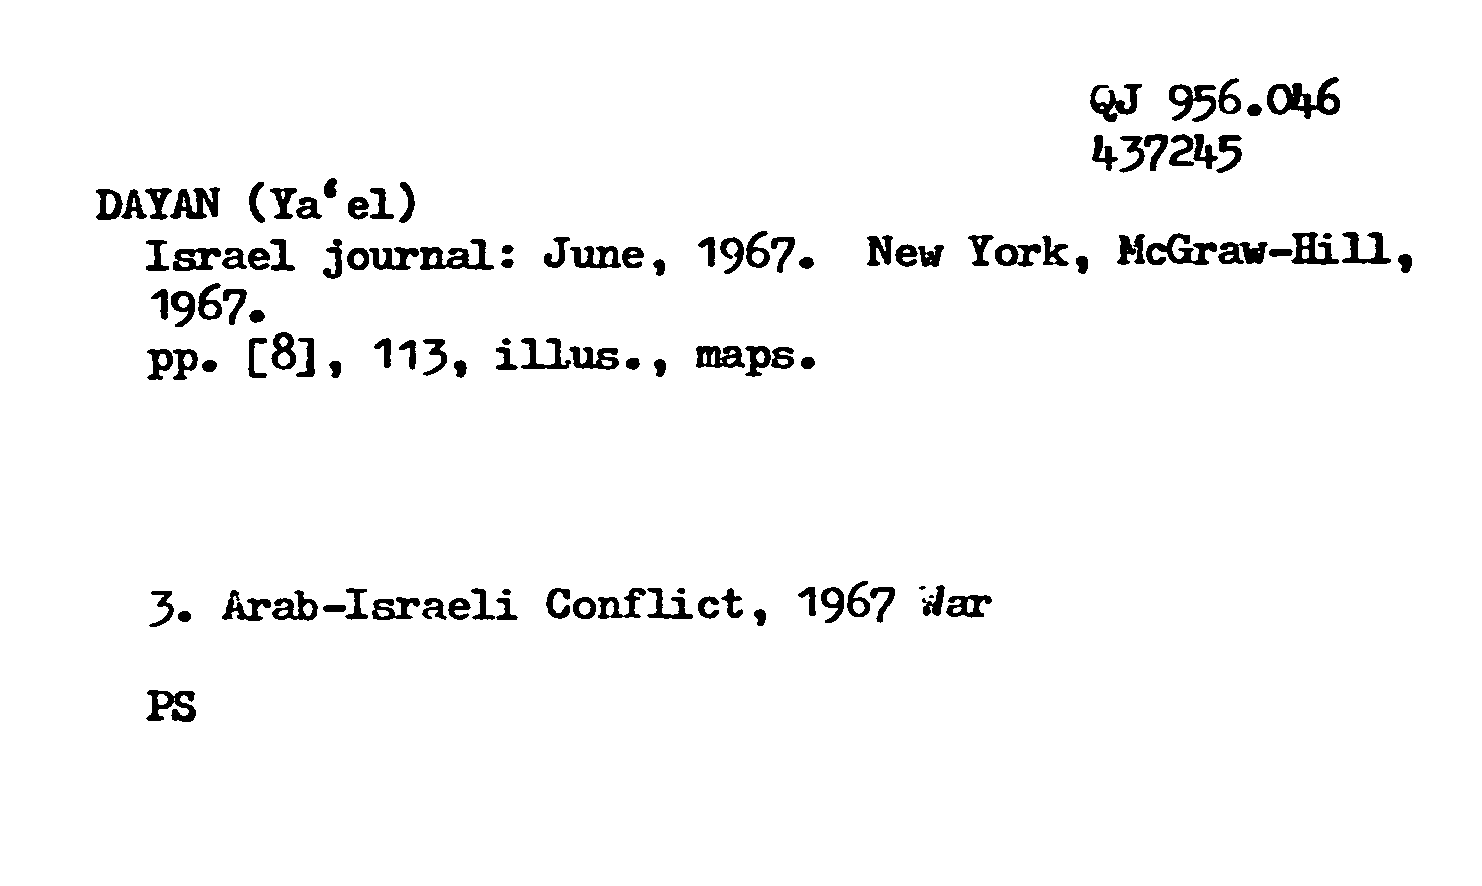 QJ 956.046
437245
DAYAN (Ya‘el)
Israel journal: June, 1967. New York, McGraw-Hill,
1967.
pp. [8], 113, illus., maps.
3. Arab-Israeli Conflict, 1967 War
PS